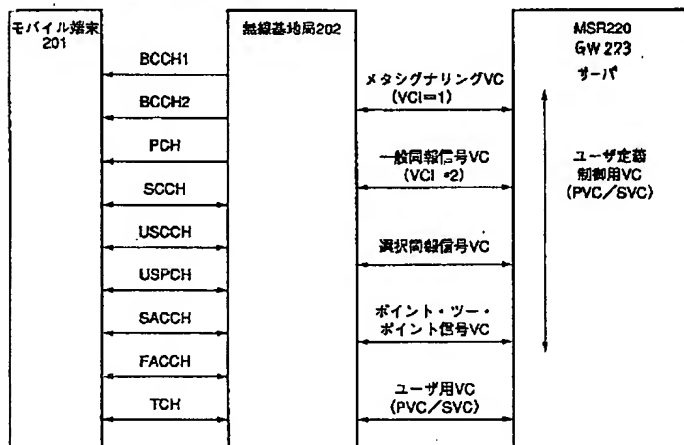 モバイル端末
201
無線基地局202
MSR220
GW223
サーバ
BCCH1
BCCH2
PCH
SCCH
USCCH
USPCH
SACCH
FACCH
TCH
メタシグナリングVC
(VCI=1)
一般同報信号VC
(VCI=2)
選択同報信号VC
ポイント・ツー・
ポイント信号VC
ユーザ用VC
(PVC/SVC)
ユーザ定義
制御用VC
(PVC/SVC)